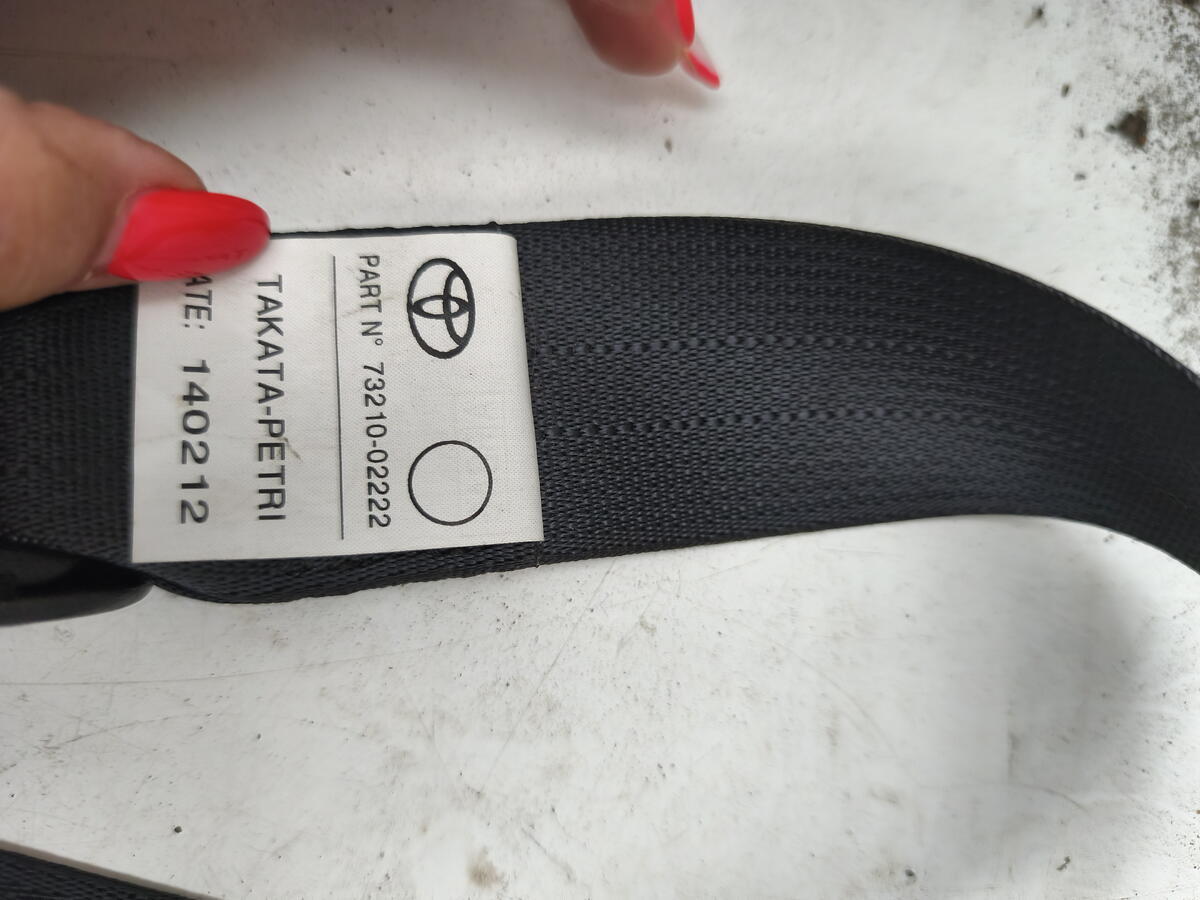 PART N° 73210-02222
TAKATA-PETRI
ATE: 140212